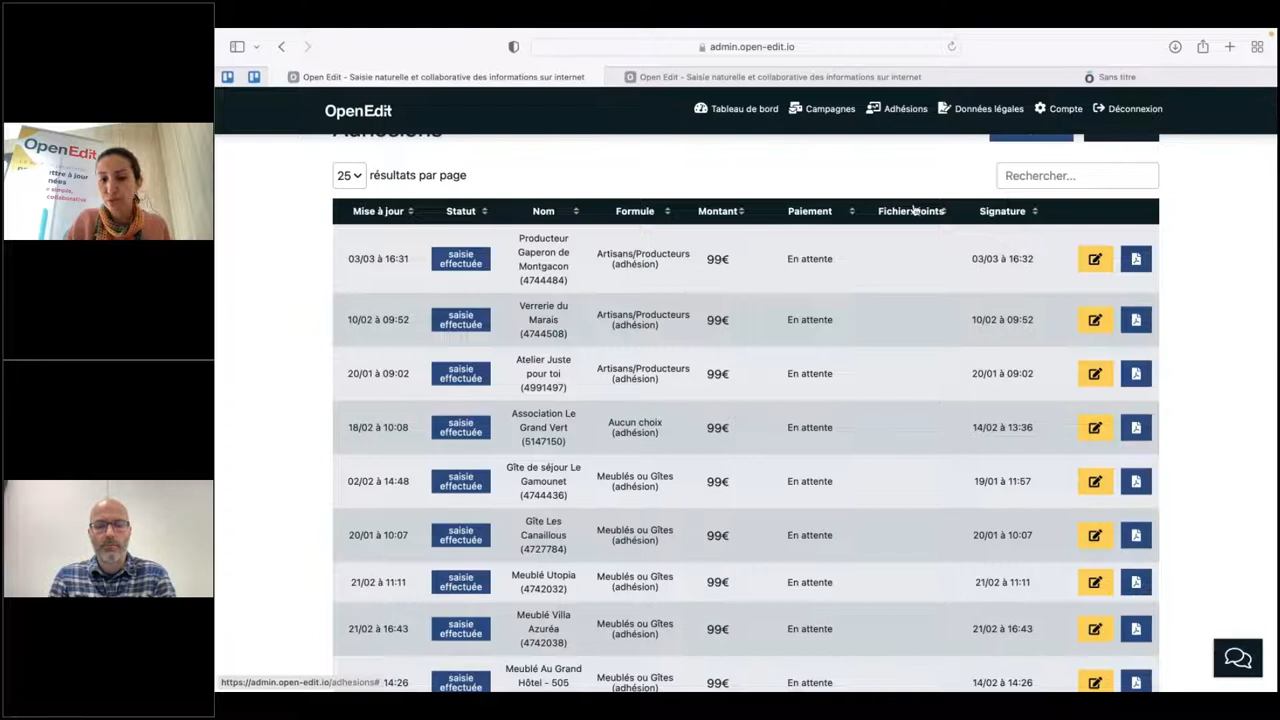 admin.open-edit.io
Open Edit - Saisie naturelle et collaborative des informations sur internet
Open Edit - Saisie naturelle et collaborative des informations sur internet
Sans titre
OpenEdit
Tableau de bord
Campagnes
Adhésions
Données légales
Compte
Déconnexion
Adhésions
25 résultats par page
Rechercher...
Mise à jour Statut Nom Formule Montant Paiement Fichiers joints Signature
03/03 à 16:31 saisie effectuée Producteur Gaperon de Montgacon (4744484) Artisans/Producteurs (adhésion) 99€ En attente 03/03 à 16:32
10/02 à 09:52 saisie effectuée Verrerie du Marais (4744508) Artisans/Producteurs (adhésion) 99€ En attente 10/02 à 09:52
20/01 à 09:02 saisie effectuée Atelier Juste pour toi (4991497) Artisans/Producteurs (adhésion) 99€ En attente 20/01 à 09:02
18/02 à 10:08 saisie effectuée Association Le Grand Vert (5147150) Aucun choix (adhésion) 99€ En attente 14/02 à 13:36
02/02 à 14:48 saisie effectuée Gîte de séjour Le Gamounet (4744436) Meublés ou Gîtes (adhésion) 99€ En attente 19/01 à 11:57
20/01 à 10:07 saisie effectuée Gîte Les Canaillous (4727784) Meublés ou Gîtes (adhésion) 99€ En attente 20/01 à 10:07
21/02 à 11:11 saisie effectuée Meublé Utopia (4742032) Meublés ou Gîtes (adhésion) 99€ En attente 21/02 à 11:11
21/02 à 16:43 saisie effectuée Meublé Villa Azuréa (4742038) Meublés ou Gîtes (adhésion) 99€ En attente 21/02 à 16:43
14:26 saisie effectuée Meublé Au Grand Hôtel - 505 Meublés ou Gîtes (adhésion) 99€ En attente 14/02 à 14:26
https://admin.open-edit.io/adhesions#
OpenEdit